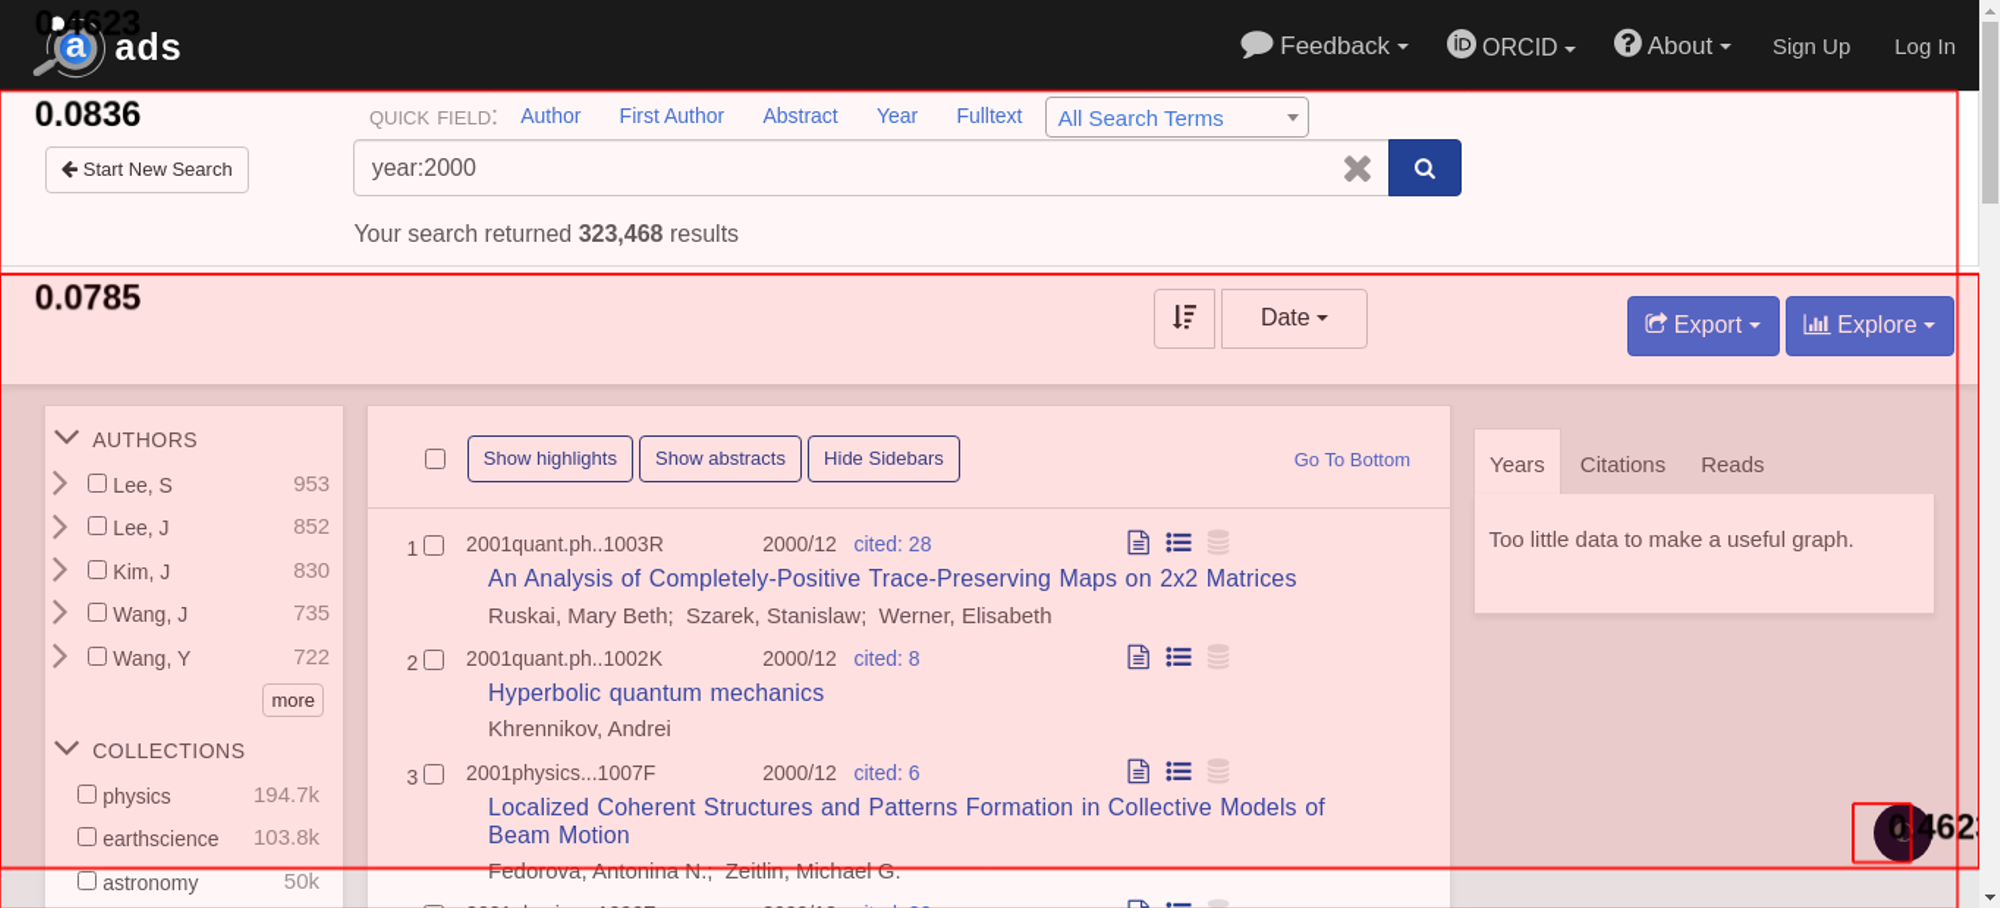 0.4623
a ads
Feedback
iD ORCID
About
Sign Up
Log In
0.0836
QUICK FIELD: Author First Author Abstract Year Fulltext All Search Terms
Start New Search
year:2000
Your search returned 323,468 results
0.0785
Date
Export
Explore
AUTHORS
Lee, S 953
Lee, J 852
Kim, J 830
Wang, J 735
Wang, Y 722
more
COLLECTIONS
physics 194.7k
earthscience 103.8k
astronomy 50k
Show highlights Show abstracts Hide Sidebars Go To Bottom
1 2001quant.ph..1003R 2000/12 cited: 28
An Analysis of Completely-Positive Trace-Preserving Maps on 2x2 Matrices
Ruskai, Mary Beth; Szarek, Stanislaw; Werner, Elisabeth
2 2001quant.ph..1002K 2000/12 cited: 8
Hyperbolic quantum mechanics
Khrennikov, Andrei
3 2001physics...1007F 2000/12 cited: 6
Localized Coherent Structures and Patterns Formation in Collective Models of
Beam Motion
Fedorova, Antonina N.; Zeitlin, Michael G.
Years Citations Reads
Too little data to make a useful graph.
0.4623